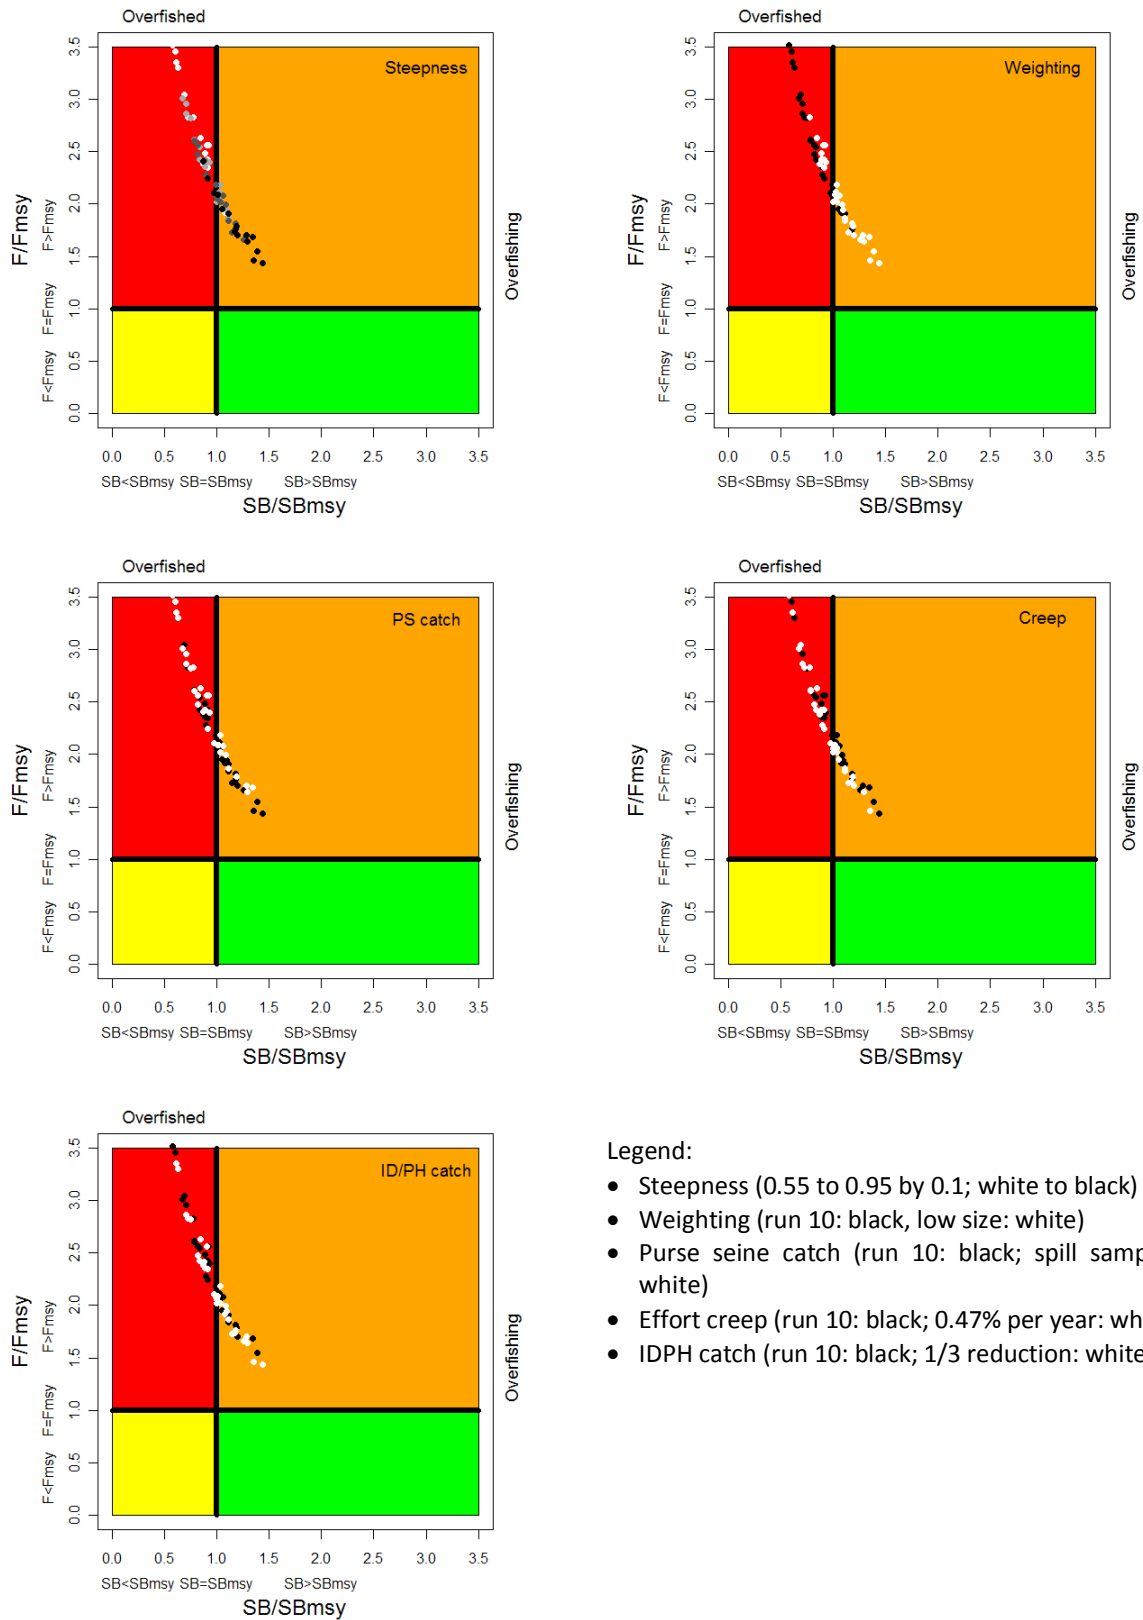 Overfished
Steepness
3.5
3.0
2.5
2.0
1.5
1.0
0.5
0.0
F/Fmsy
F<Fmsy F=Fmsy F>Fmsy
Overfishing
0.0 0.5 1.0 1.5 2.0 2.5 3.0 3.5
SB<SBmsy SB=SBmsy SB>SBmsy
SB/SBmsy
Overfished
Weighting
3.5
3.0
2.5
2.0
1.5
1.0
0.5
0.0
F/Fmsy
F<Fmsy F=Fmsy F>Fmsy
Overfishing
0.0 0.5 1.0 1.5 2.0 2.5 3.0 3.5
SB<SBmsy SB=SBmsy SB>SBmsy
SB/SBmsy
Overfished
PS catch
3.5
3.0
2.5
2.0
1.5
1.0
0.5
0.0
F/Fmsy
F<Fmsy F=Fmsy F>Fmsy
Overfishing
0.0 0.5 1.0 1.5 2.0 2.5 3.0 3.5
SB<SBmsy SB=SBmsy SB>SBmsy
SB/SBmsy
Overfished
Creep
3.5
3.0
2.5
2.0
1.5
1.0
0.5
0.0
F/Fmsy
F<Fmsy F=Fmsy F>Fmsy
Overfishing
0.0 0.5 1.0 1.5 2.0 2.5 3.0 3.5
SB<SBmsy SB=SBmsy SB>SBmsy
SB/SBmsy
Overfished
ID/PH catch
3.5
3.0
2.5
2.0
1.5
1.0
0.5
0.0
F/Fmsy
F<Fmsy F=Fmsy F>Fmsy
Overfishing
0.0 0.5 1.0 1.5 2.0 2.5 3.0 3.5
SB<SBmsy SB=SBmsy SB>SBmsy
SB/SBmsy
Legend:
• Steepness (0.55 to 0.95 by 0.1; white to black)
• Weighting (run 10: black, low size: white)
• Purse seine catch (run 10: black; spill samp
white)
• Effort creep (run 10: black; 0.47% per year: wh
• IDPH catch (run 10: black; 1/3 reduction: white